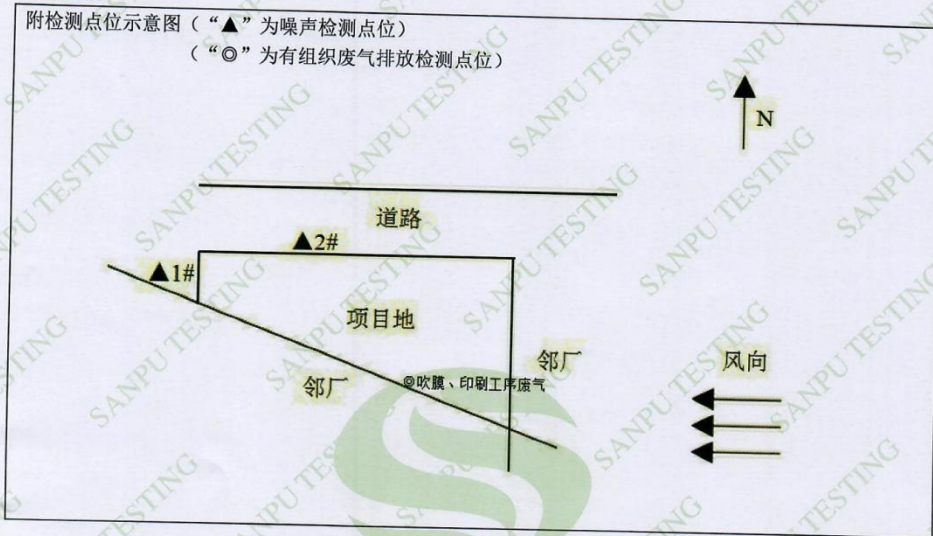 附检测点位示意图（“▲”为噪声检测点位）
（“◎”为有组织废气排放检测点位）
N
道路
▲2#
▲1#
项目地
邻厂
风向
邻厂
◎吹膜、印刷工序废气
SANPU TESTING